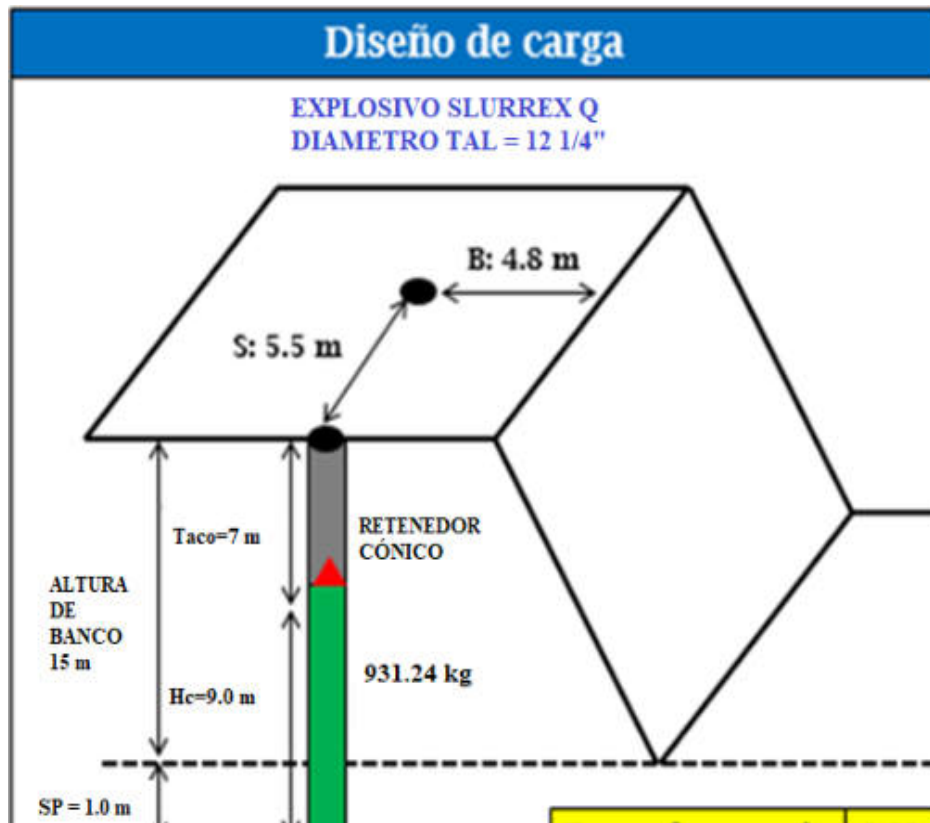 Diseño de carga
EXPLOSIVO SLURREX Q
DIAMETRO TAL = 12 1/4"
B: 4.8 m
S: 5.5 m
Taco=7 m
RETENEDOR
CÓNICO
ALTURA
DE
BANCO
15 m
931.24 kg
Hc=9.0 m
SP = 1.0 m